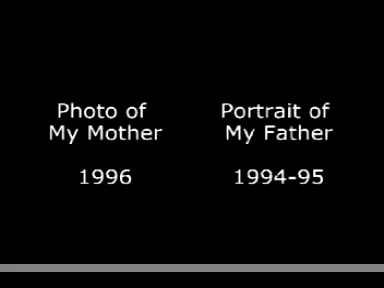 Photo of
My Mother
1996
Portrait of
My Father
1994-95